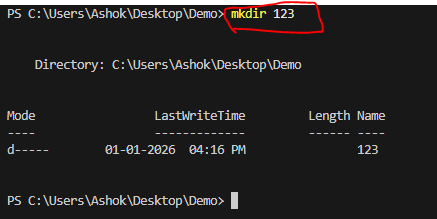 PS C:\Users\Ashok\Desktop\Demo> mkdir 123
Directory: C:\Users\Ashok\Desktop\Demo
Mode LastWriteTime Length Name
---- ------------- ------ ----
d----- 01-01-2026 04:16 PM 123
PS C:\Users\Ashok\Desktop\Demo>